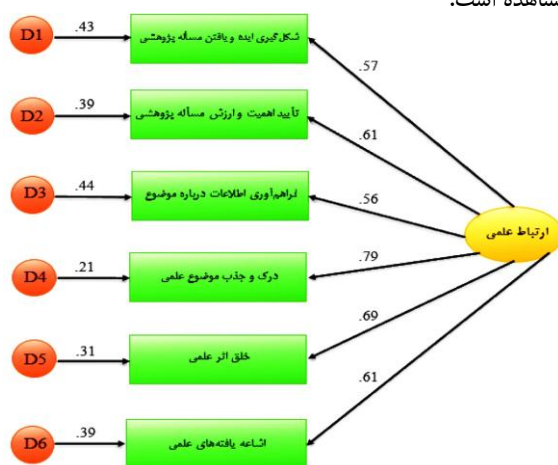 مشاهده است.
D1 .43 شکل‌گیری ایده و یافتن مسأله پژوهشی .57
D2 .39 تأیید اهمیت و ارزش مسأله پژوهشی .61
D3 .44 فراهم‌آوری اطلاعات درباره موضوع .56
ارتباط علمی
D4 .21 درک و جذب موضوع علمی .79
D5 .31 خلق اثر علمی .69
D6 .39 اشاعه یافته‌های علمی .61